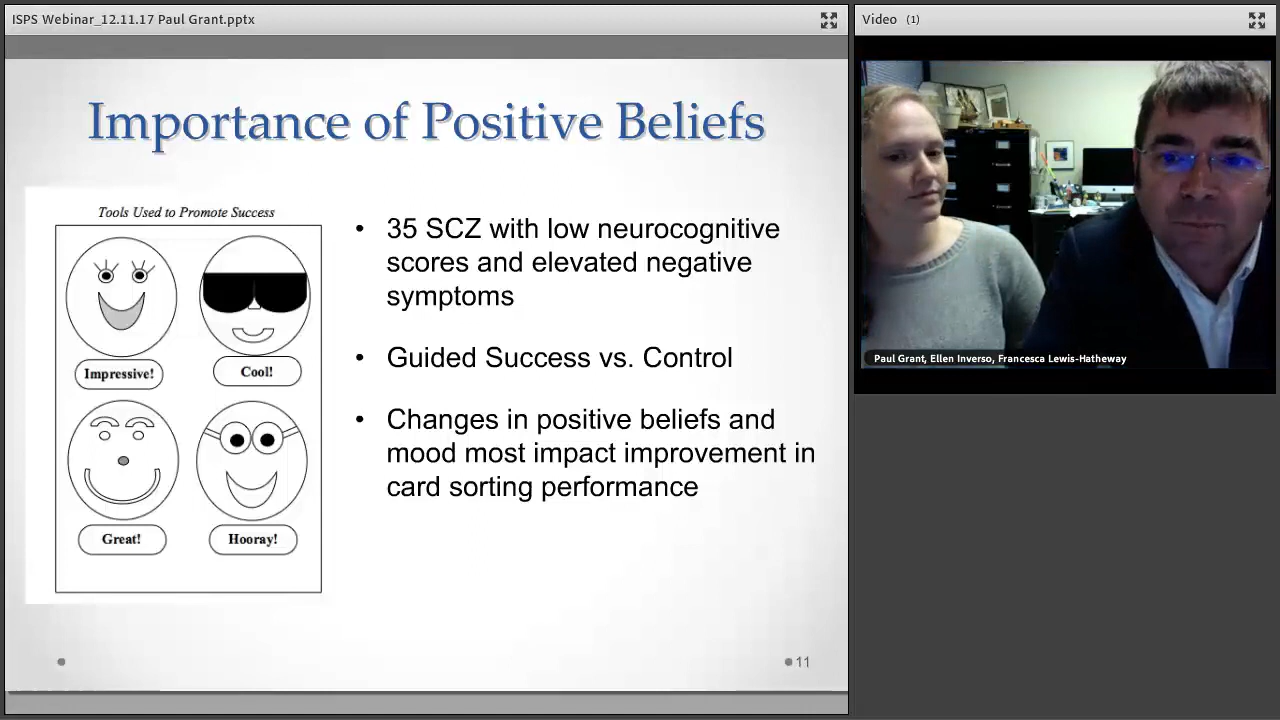 ISPS Webinar_12.11.17 Paul Grant.pptx
Importance of Positive Beliefs
Tools Used to Promote Success
Impressive!
Cool!
Great!
Hooray!
• 35 SCZ with low neurocognitive
scores and elevated negative
symptoms
• Guided Success vs. Control
• Changes in positive beliefs and
mood most impact improvement in
card sorting performance
11
Video (1)
Paul Grant, Ellen Inverso, Francesca Lewis-Hatheway